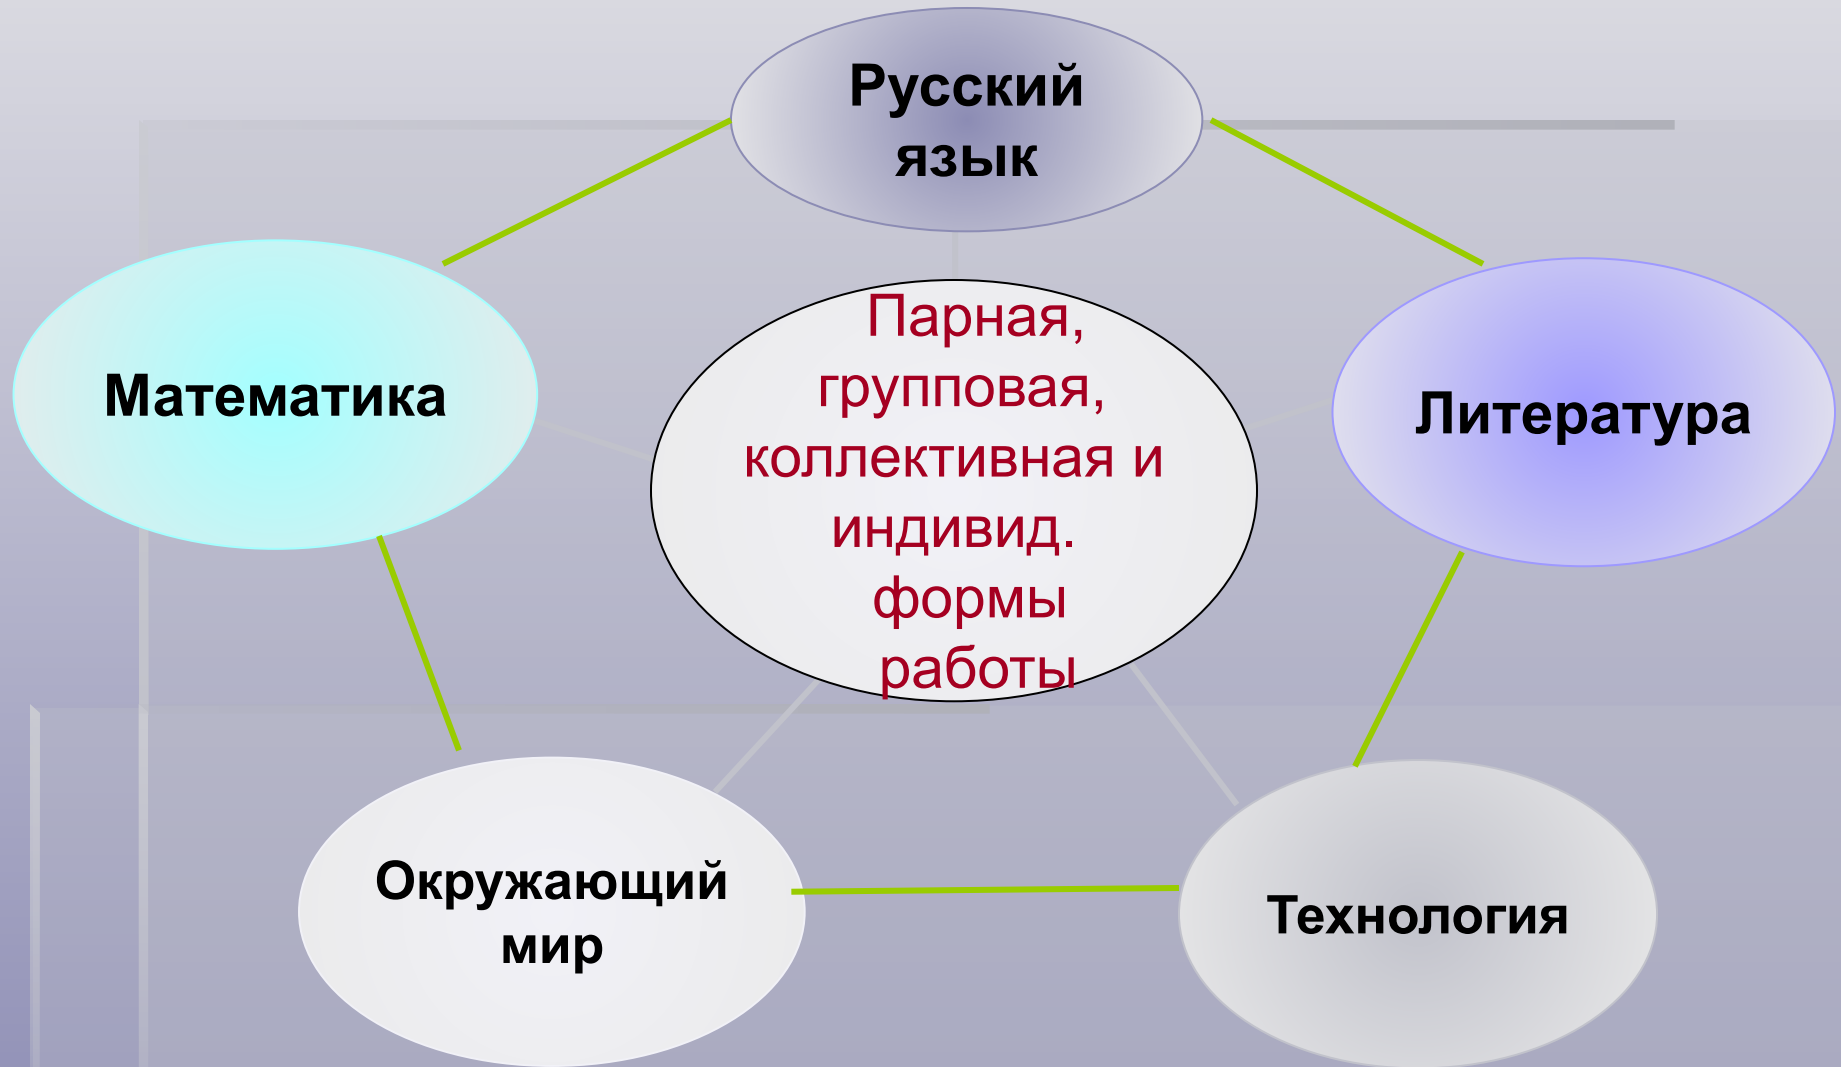 Русский
язык
Математика
Парная,
групповая,
коллективная и
индивид.
формы
работы
Литература
Окружающий
мир
Технология